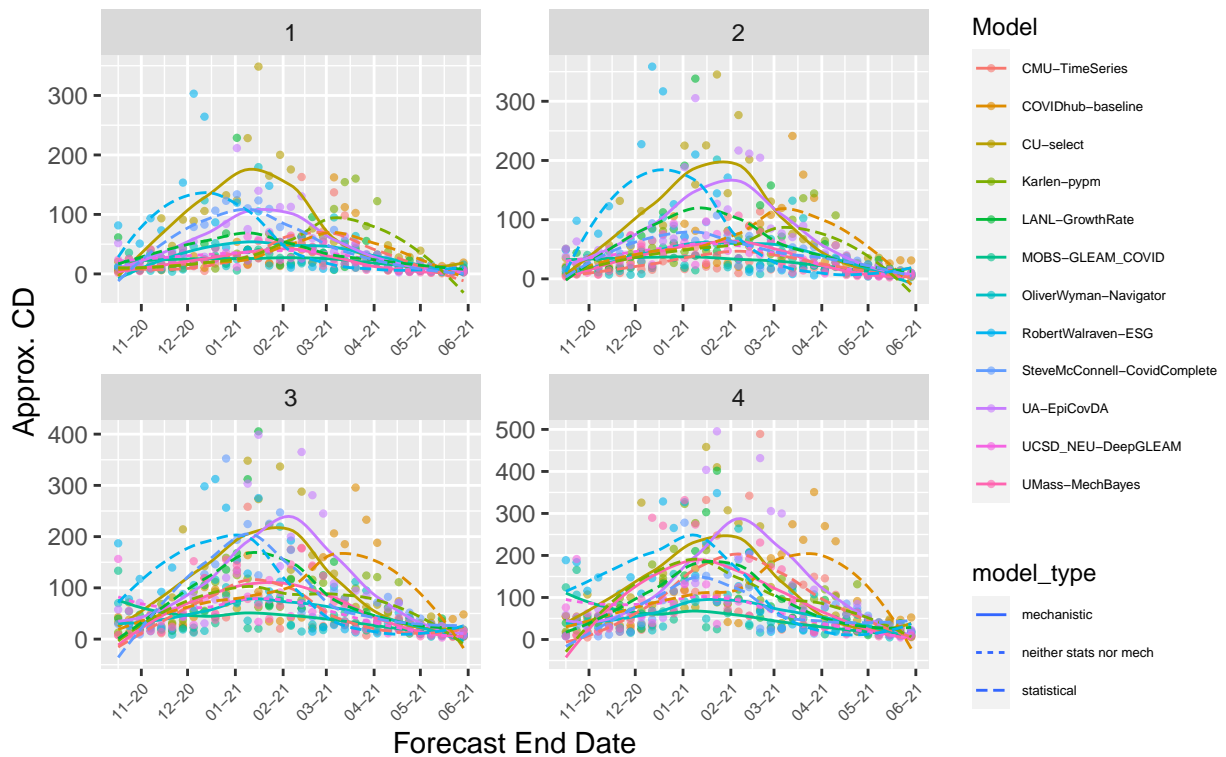 1
2
300
200
100
0
300
200
100
0
11−20
12−20
01−21
02−21
03−21
04−21
05−21
06−21
11−20
12−20
01−21
02−21
03−21
04−21
05−21
06−21
Approx. CD
3
4
400
300
200
100
0
500
400
300
200
100
0
11−20
12−20
01−21
02−21
03−21
04−21
05−21
06−21
11−20
12−20
01−21
02−21
03−21
04−21
05−21
06−21
Forecast End Date
Model
CMU−TimeSeries
COVIDhub−baseline
CU−select
Karlen−pypm
LANL−GrowthRate
MOBS−GLEAM_COVID
OliverWyman−Navigator
RobertWalraven−ESG
SteveMcConnell−CovidComplete
UA−EpiCovDA
UCSD_NEU−DeepGLEAM
UMass−MechBayes
model_type
mechanistic
neither stats nor mech
statistical